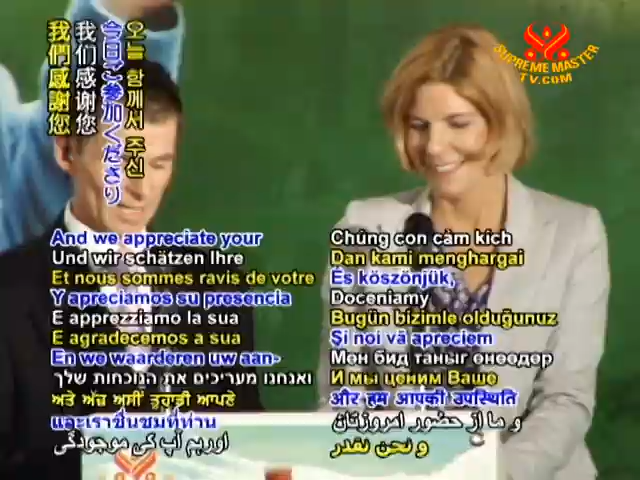 SUPREME MASTER
TV.COM
我們感謝您
我们感谢您
今日ご参加くださり
오늘 함께서 주신
And we appreciate your
Und wir schätzen Ihre
Et nous sommes ravis de votre
Y apreciamos su presencia
E apprezziamo la sua
E agradecemos a sua
En we waarderen uw aan-
ואנחנו מעריכים את הנוכחות שלך
ਅਤੇ ਅੱਜ ਅਸੀਂ ਤੁਹਾਡੀ ਆਪਣੇ
และเราชื่นชมที่ท่าน
اوربم آپ کی موجودگی
Chúng con cảm kích
Dan kami menghargai
És köszönjük,
Doceniamy
Bugün bizimle olduğunuz
Şi noi vă apreciem
Мөн бид таныг өнөөдөр
И мы ценим Ваше
और हम आपकी उपस्थिति
و ما از حضور امروزتان
و نحن نقدر